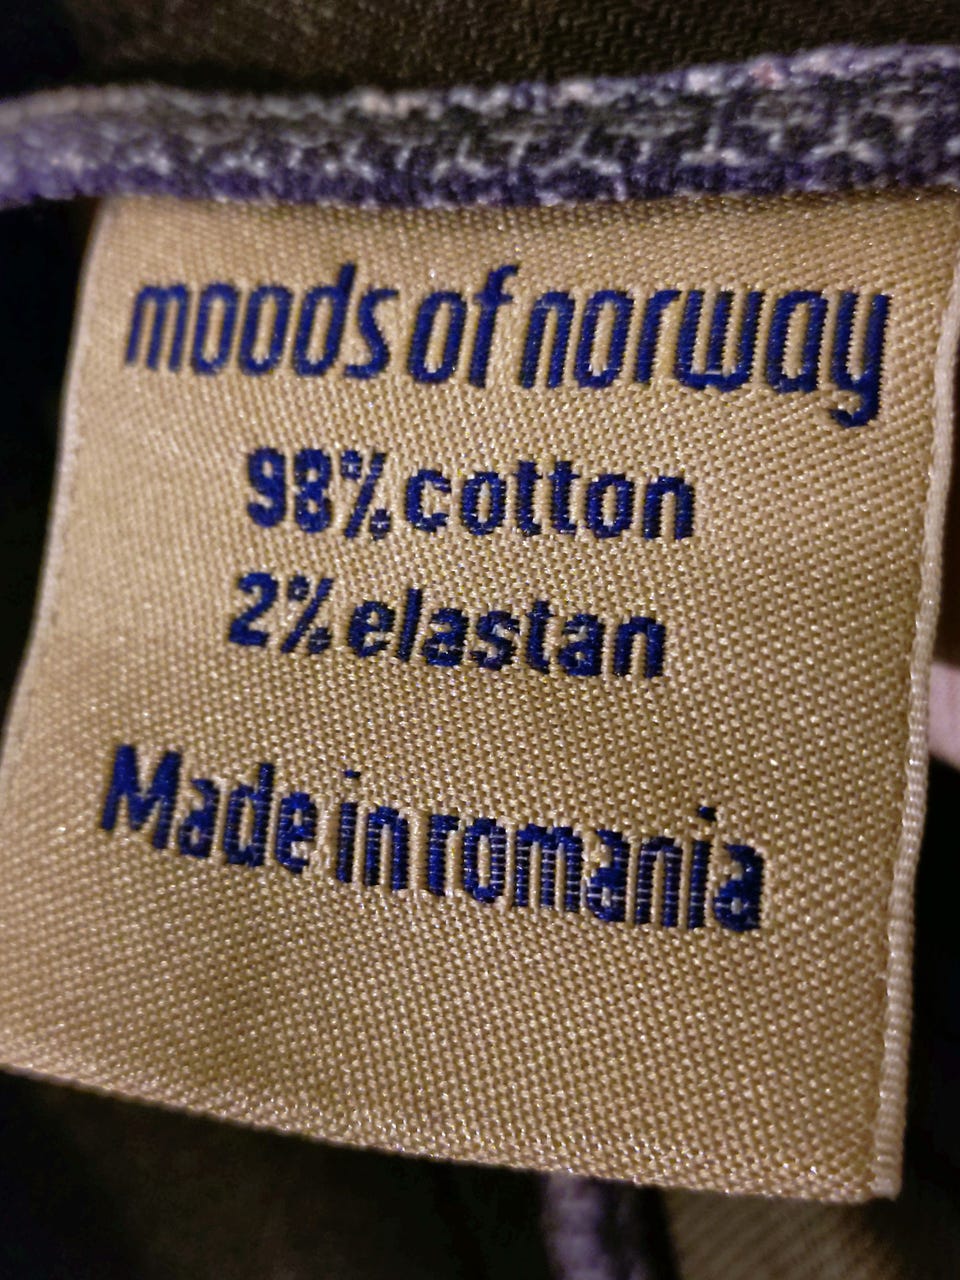 moods of norway
98% cotton
2% elastan
Made in romania